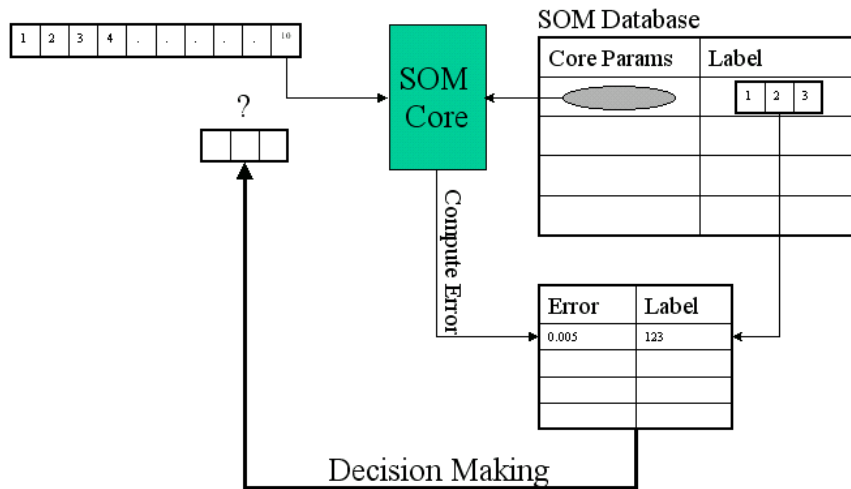 SOM Database
1 2 3 4 . . . . . 10
Core Params Label
SOM
Core
1 2 3
?
Compute Error
Error Label
0.005 123
Decision Making